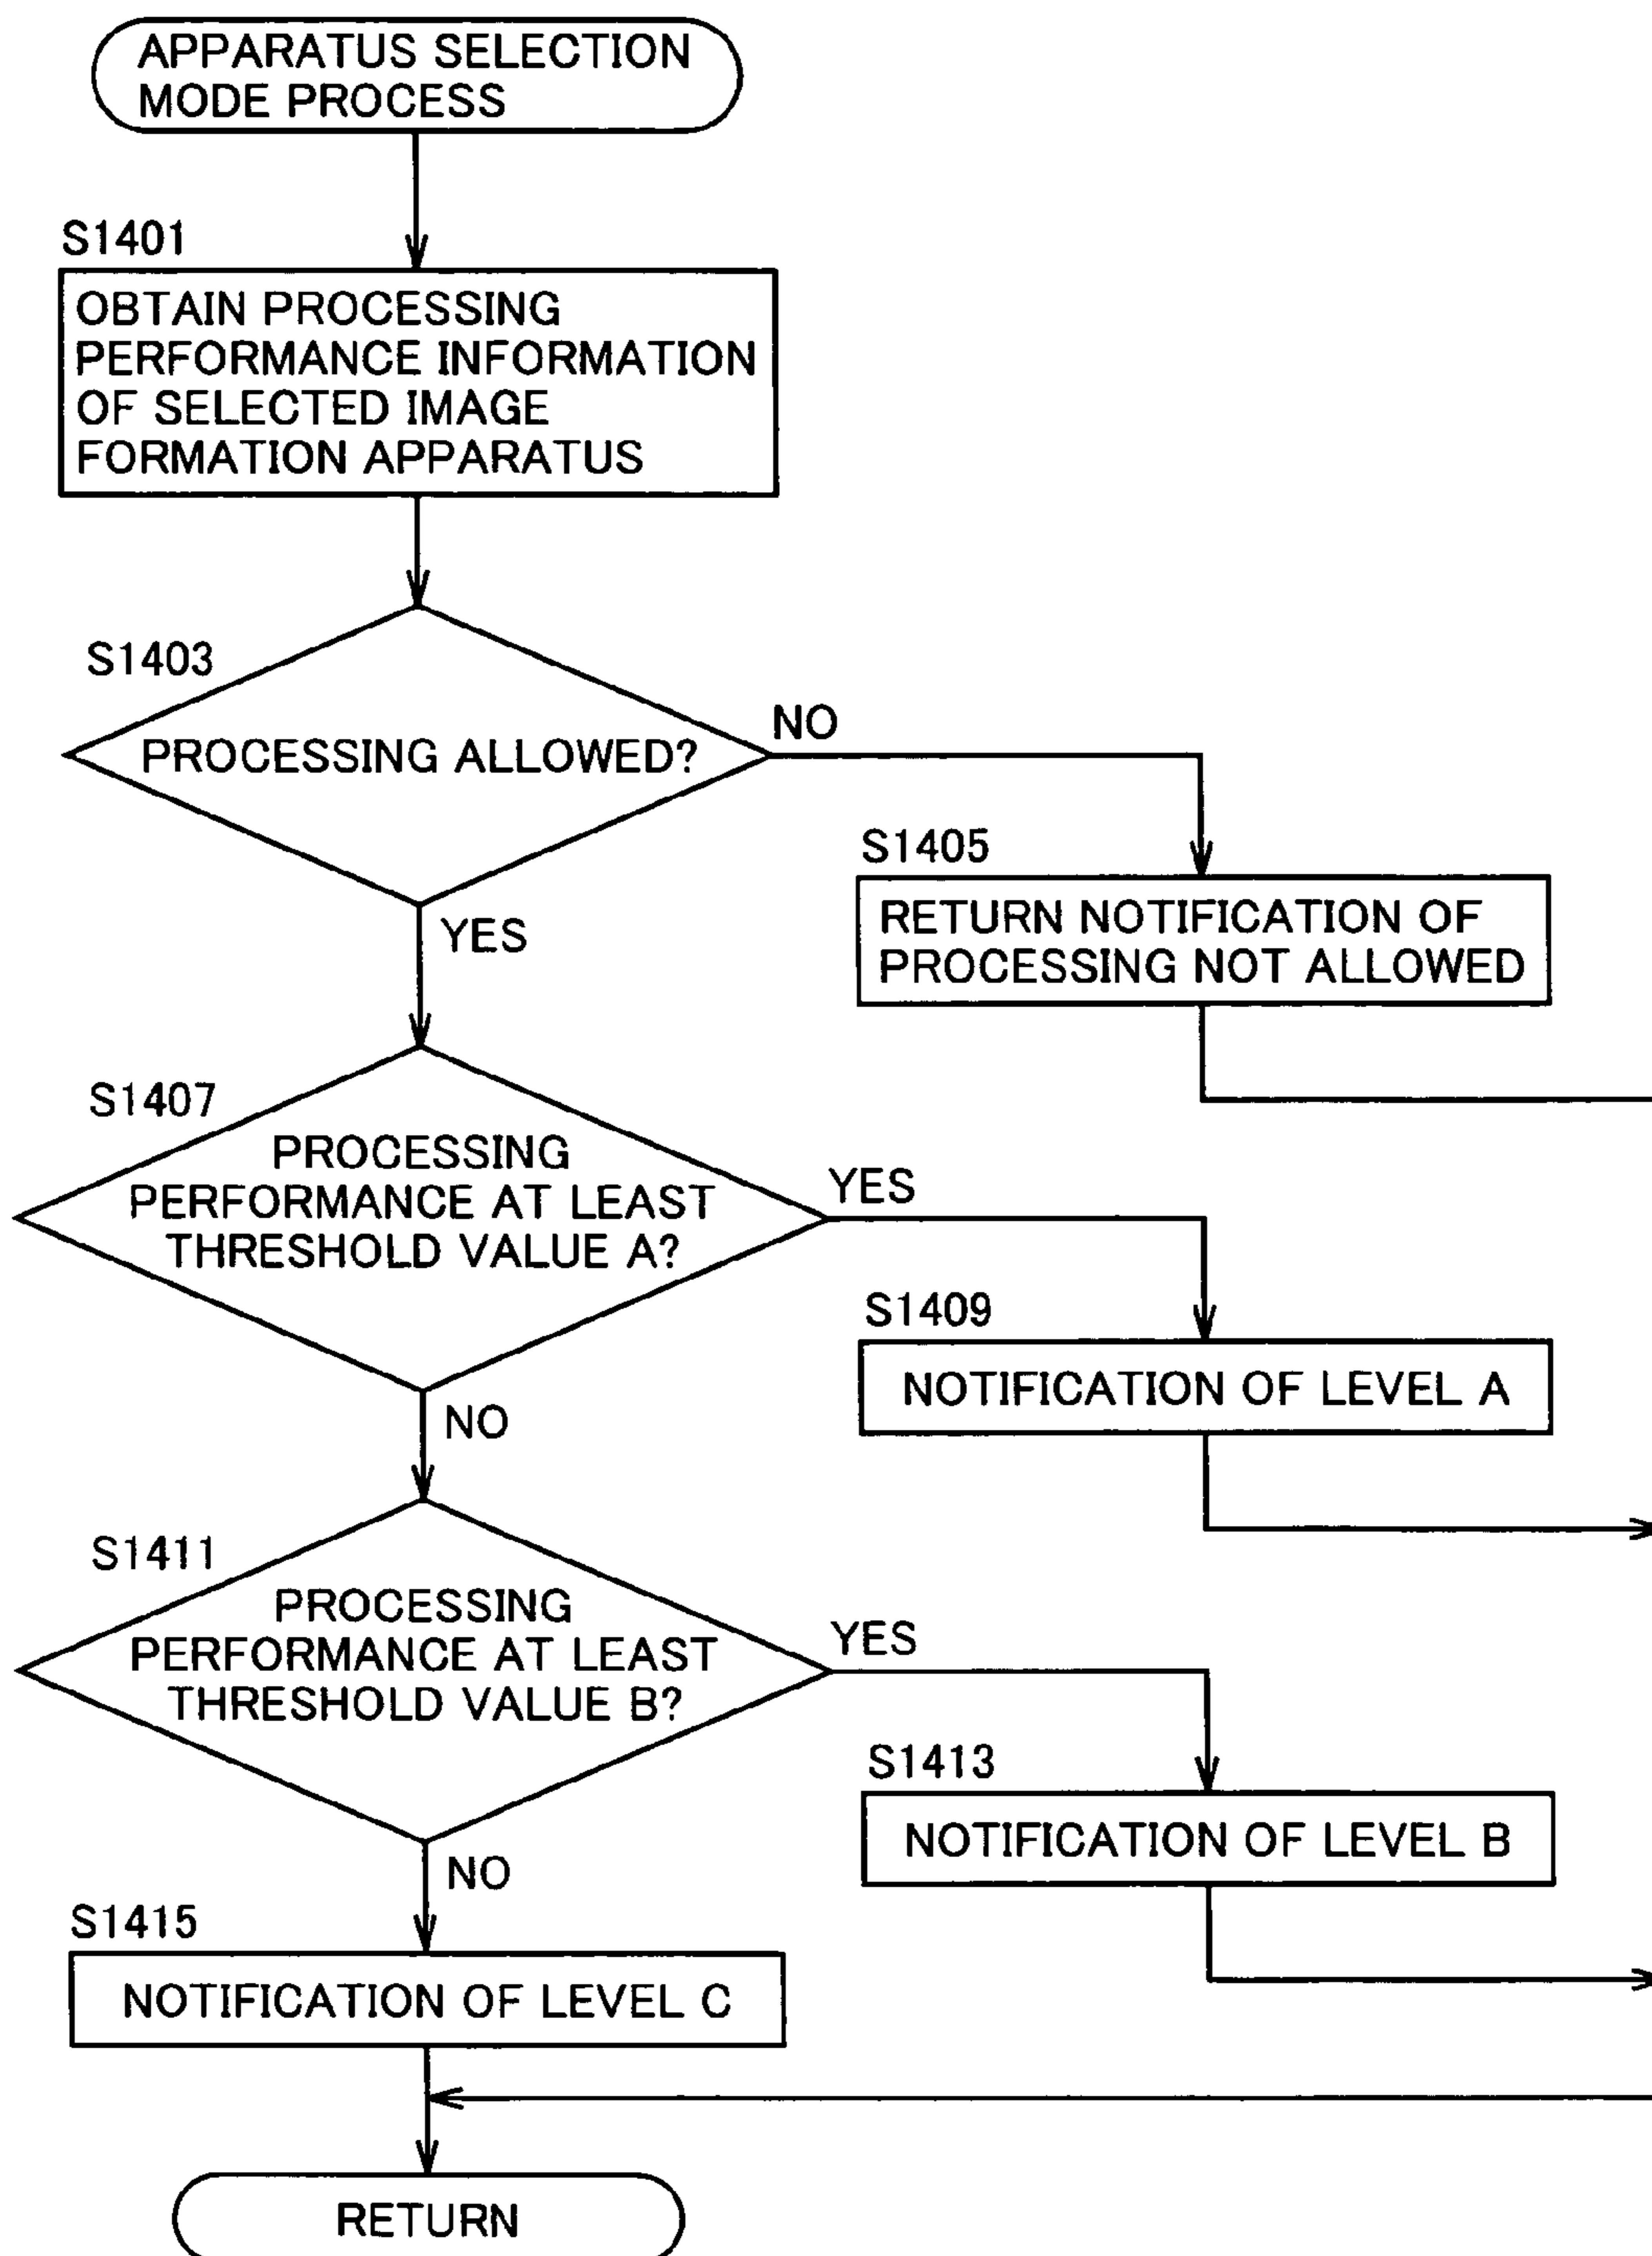 APPARATUS SELECTION
MODE PROCESS
S1401
OBTAIN PROCESSING
PERFORMANCE INFORMATION
OF SELECTED IMAGE
FORMATION APPARATUS
S1403
PROCESSING ALLOWED?
NO
YES
S1405
RETURN NOTIFICATION OF
PROCESSING NOT ALLOWED
S1407
PROCESSING
PERFORMANCE AT LEAST
THRESHOLD VALUE A?
YES
NO
S1409
NOTIFICATION OF LEVEL A
S1411
PROCESSING
PERFORMANCE AT LEAST
THRESHOLD VALUE B?
YES
NO
S1413
NOTIFICATION OF LEVEL B
S1415
NOTIFICATION OF LEVEL C
RETURN